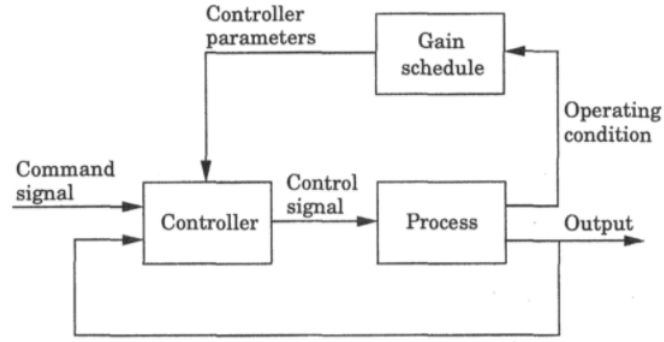 Controller
parameters
Gain
schedule
Operating
condition
Command
signal
Controller
Control
signal
Process
Output